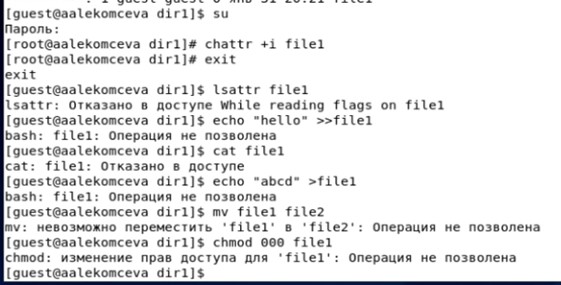 [guest@aalekomceva dir1]$ su
Пароль:
[root@aalekomceva dir1]# chattr +i file1
[root@aalekomceva dir1]# exit
exit
[guest@aalekomceva dir1]$ lsattr file1
lsattr: Отказано в доступе While reading flags on file1
[guest@aalekomceva dir1]$ echo "hello" >>file1
bash: file1: Операция не позволена
[guest@aalekomceva dir1]$ cat file1
cat: file1: Отказано в доступе
[guest@aalekomceva dir1]$ echo "abcd" >file1
bash: file1: Операция не позволена
[guest@aalekomceva dir1]$ mv file1 file2
mv: невозможно переместить 'file1' в 'file2': Операция не позволена
[guest@aalekomceva dir1]$ chmod 000 file1
chmod: изменение прав доступа для 'file1': Операция не позволена
[guest@aalekomceva dir1]$